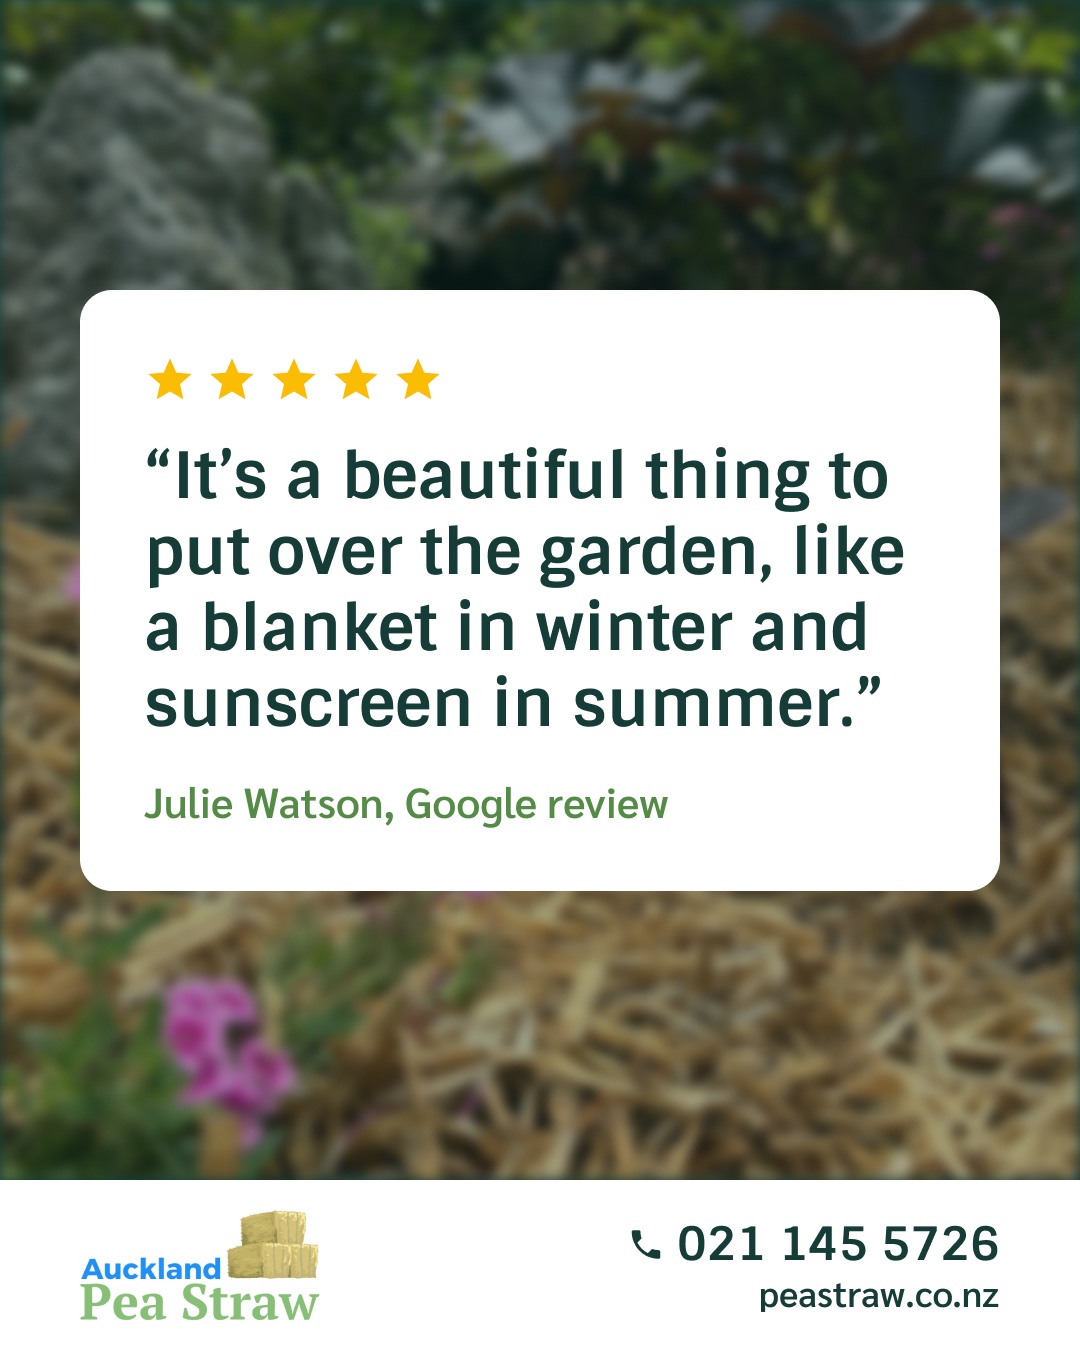 “It’s a beautiful thing to
put over the garden, like
a blanket in winter and
sunscreen in summer.”
Julie Watson, Google review
Auckland
Pea Straw
021 145 5726
peastraw.co.nz